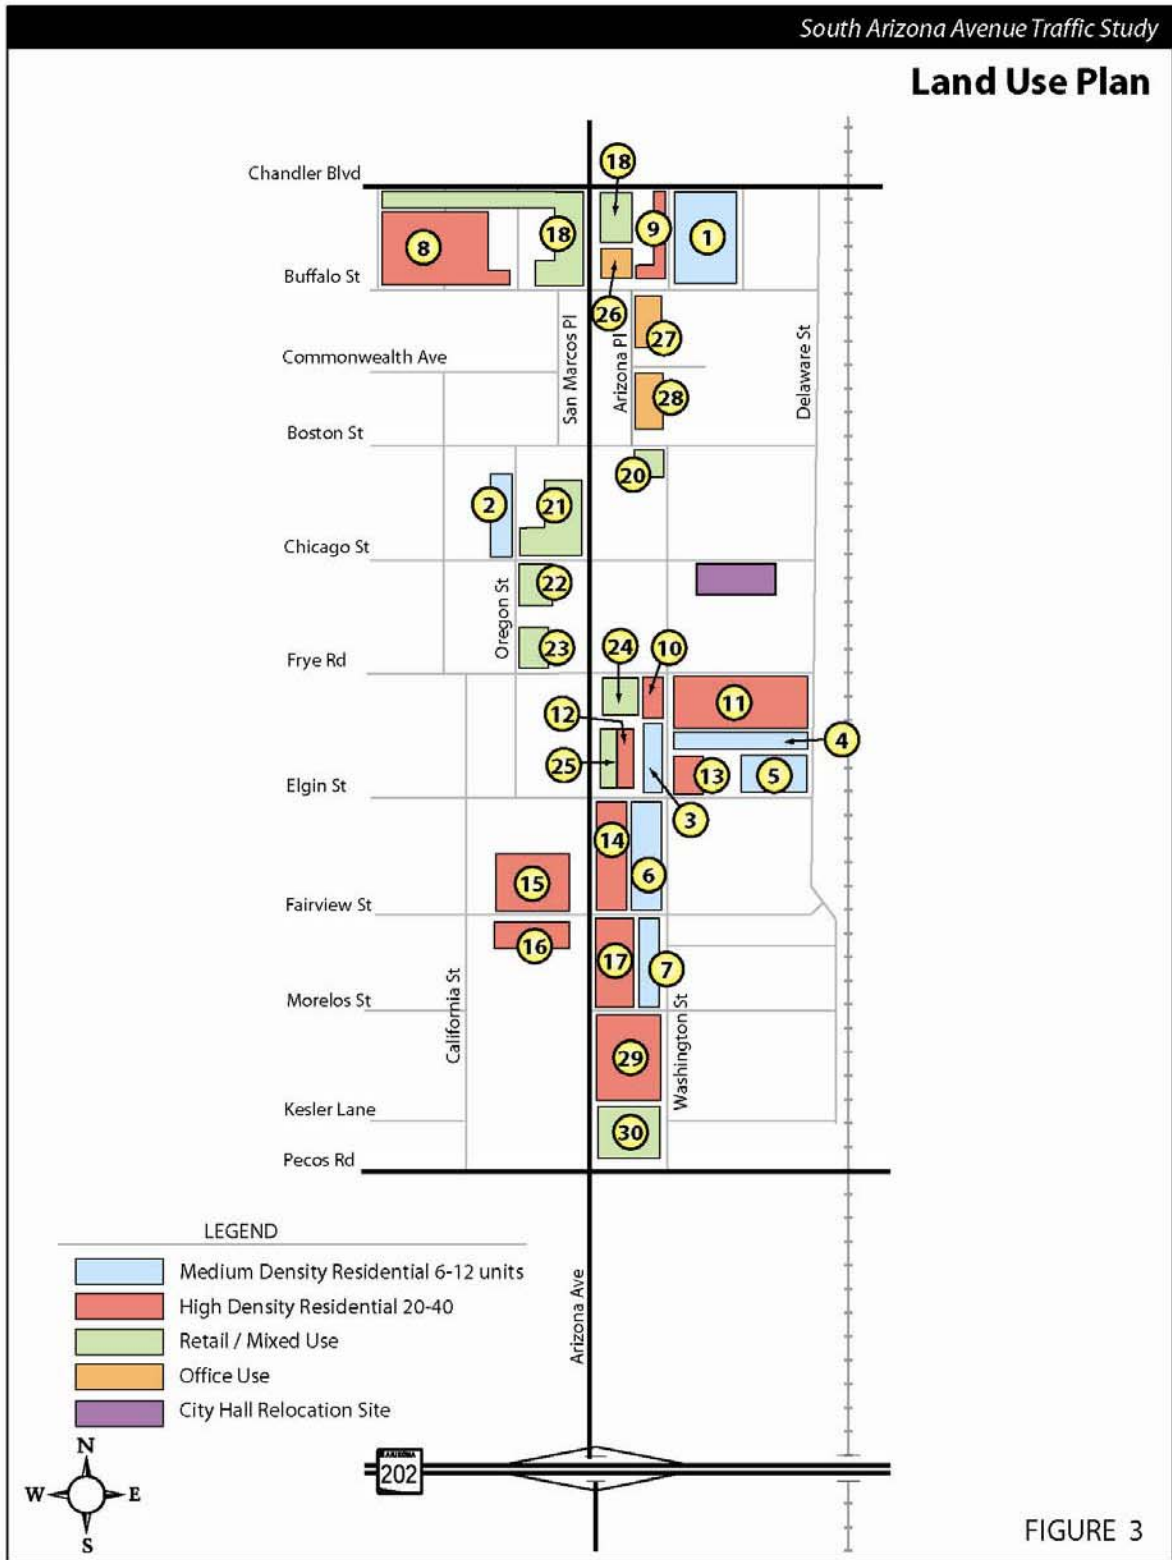 South Arizona Avenue Traffic Study
Land Use Plan
Chandler Blvd
18
8
18
9
1
Buffalo St
26
San Marcos Pl
Arizona Pl
27
Delaware St
Commonwealth Ave
28
Boston St
20
2
21
Chicago St
22
Oregon St
23
24
10
Frye Rd
11
12
4
25
13
5
Elgin St
3
14
6
15
Fairview St
16
17
7
California St
Morelos St
Washington St
29
Kesler Lane
30
Pecos Rd
LEGEND
Medium Density Residential 6-12 units
High Density Residential 20-40
Retail / Mixed Use
Office Use
City Hall Relocation Site
Arizona Ave
ARIZONA
202
N
W
E
S
FIGURE 3